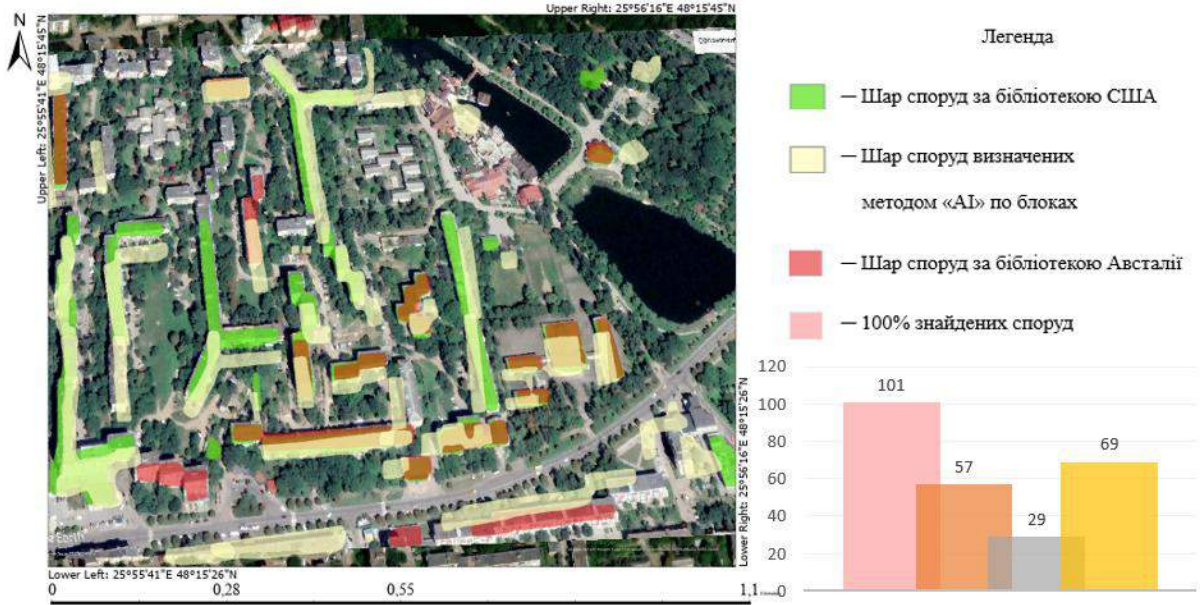 N
Upper Right: 25°56'16"E 48°15'45"N
Upper Left: 25°55'41"E 48°15'45"N
Легенда
— Шар споруд за бібліотекою США
— Шар споруд визначених
методом «AI» по блоках
— Шар споруд за бібліотекою Австалії
— 100% знайдених споруд
120
101
100
80
69
57
60
40
29
20
0
Lower Right: 25°56'16"E 48°15'26"N
Lower Left: 25°55'41"E 48°15'26"N
0 0,28 0,55 1,1